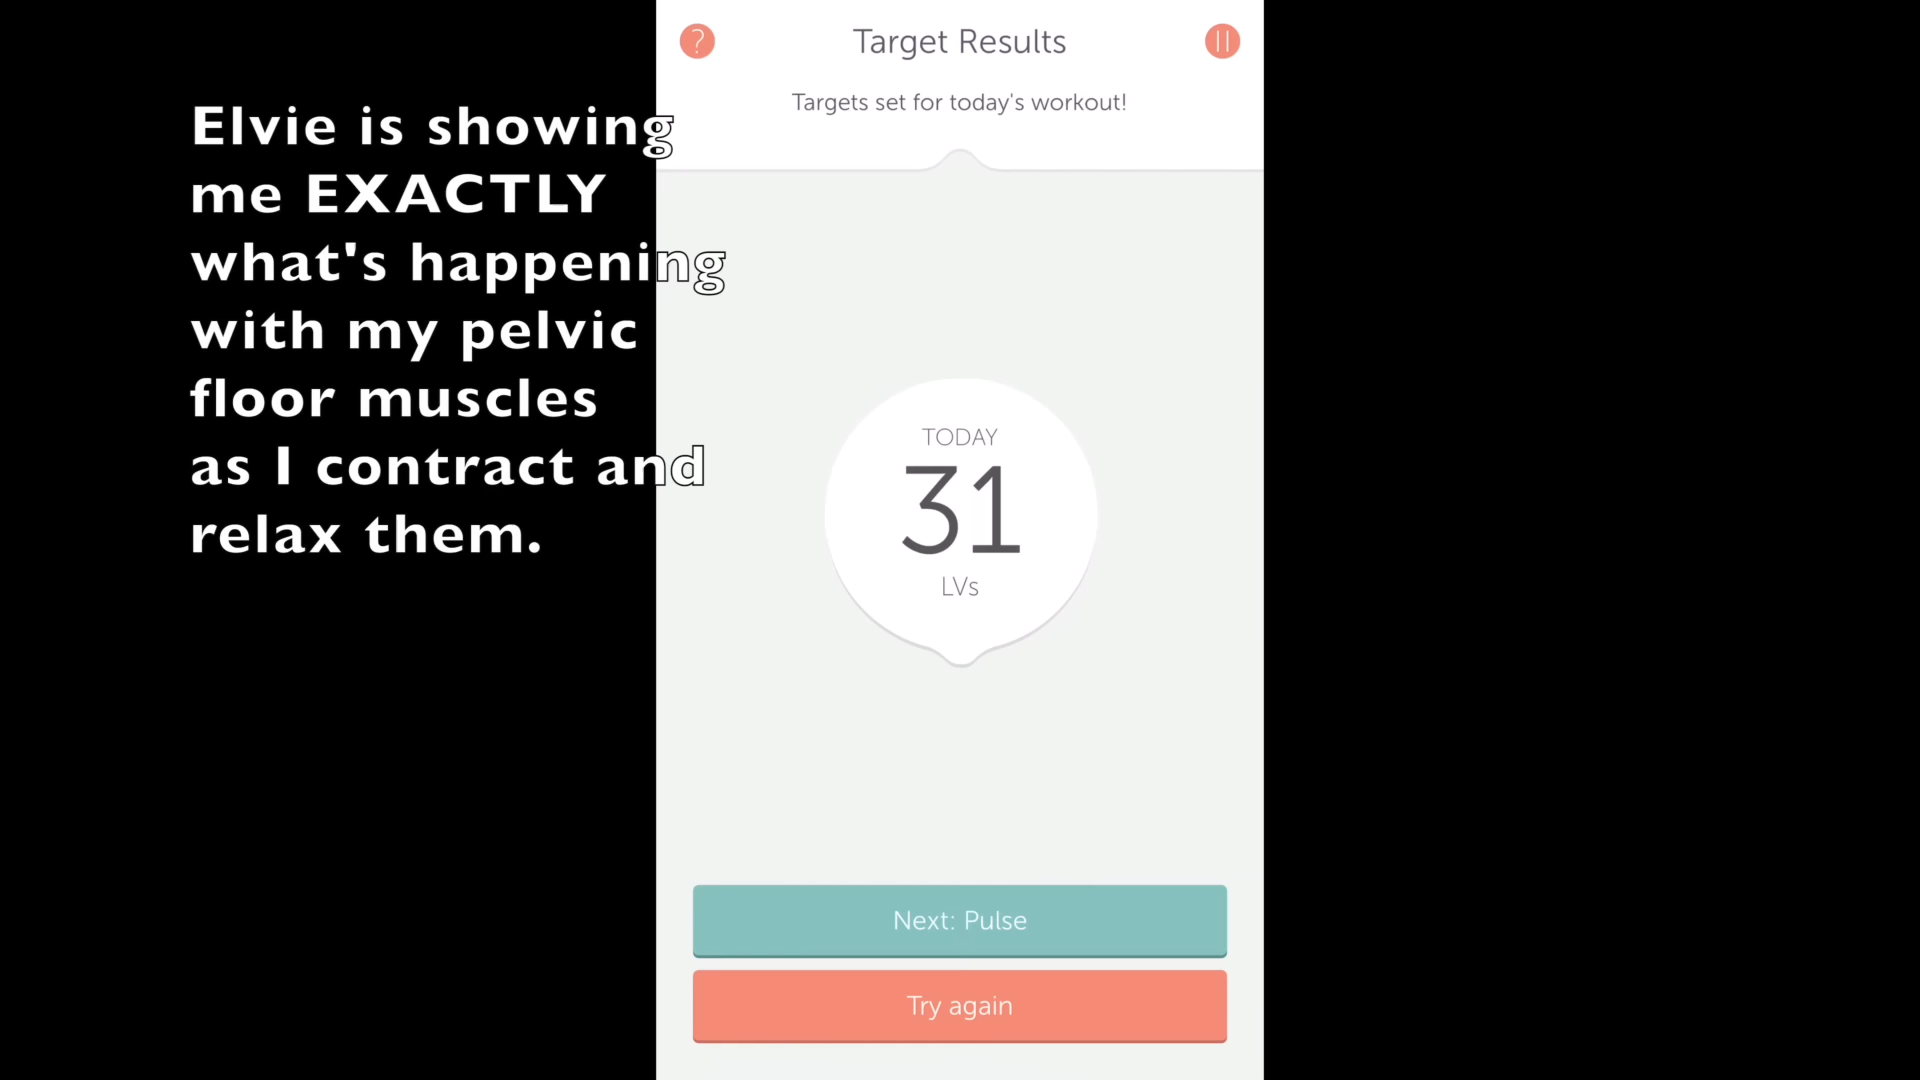 Elvie is showing
me EXACTLY
what's happening
with my pelvic
floor muscles
as I contract and
relax them.
?
Target Results
Targets set for today's workout!
TODAY
31
LVs
Next: Pulse
Try again